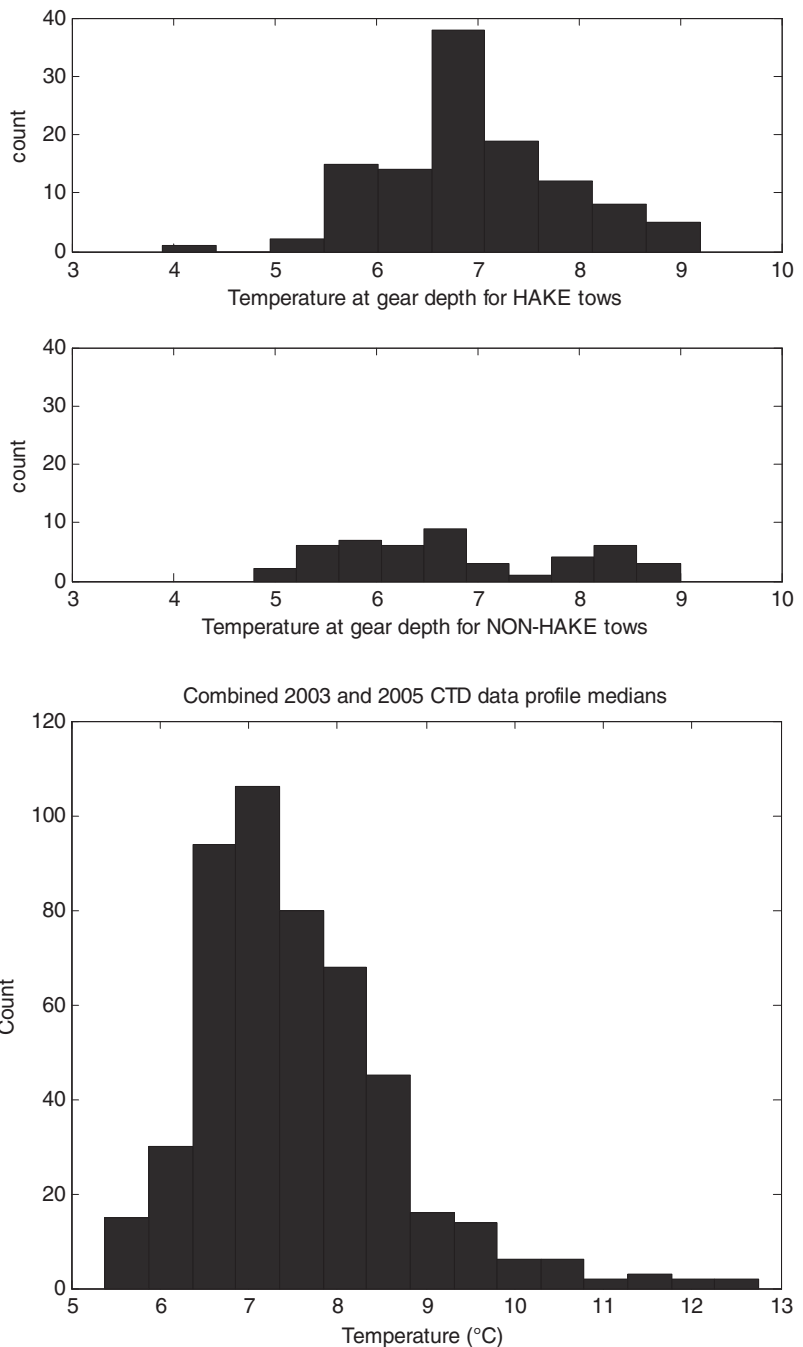 40
30
20
10
0
count
3 4 5 6 7 8 9 10
Temperature at gear depth for HAKE tows
40
30
20
10
0
count
3 4 5 6 7 8 9 10
Temperature at gear depth for NON-HAKE tows
Combined 2003 and 2005 CTD data profile medians
120
100
80
60
40
20
0
Count
5 6 7 8 9 10 11 12 13
Temperature (°C)